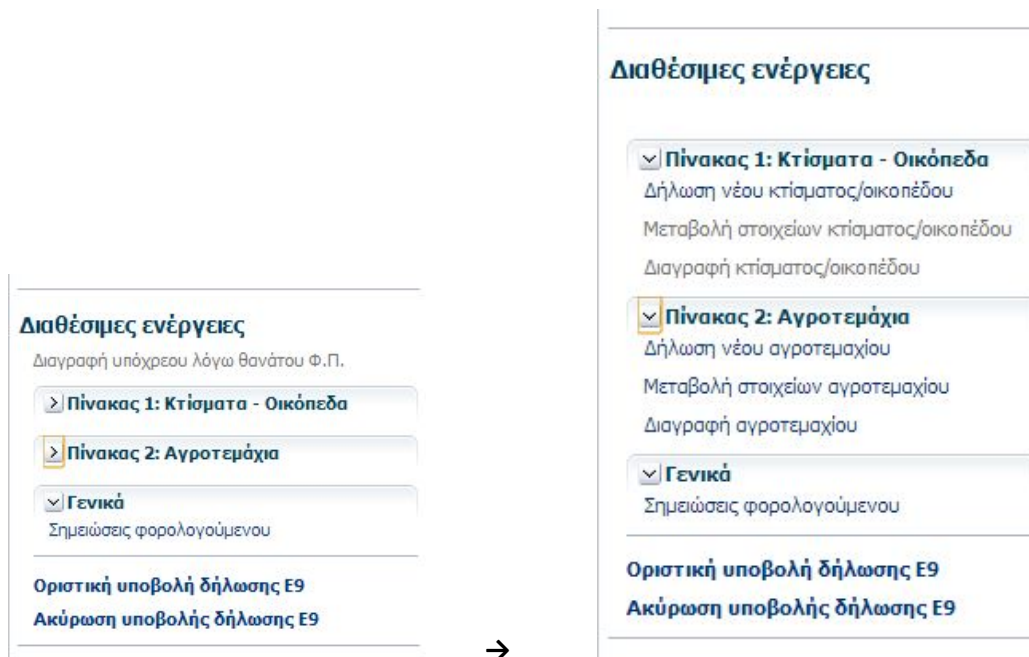 Διαθέσιμες ενέργειες
Διαγραφή υπόχρεου λόγω θανάτου Φ.Π.
Πίνακας 1: Κτίσματα - Οικόπεδα
Πίνακας 2: Αγροτεμάχια
Γενικά
Σημειώσεις φορολογούμενου
Οριστική υποβολή δήλωσης Ε9
Ακύρωση υποβολής δήλωσης Ε9
→
Διαθέσιμες ενέργειες
Πίνακας 1: Κτίσματα - Οικόπεδα
Δήλωση νέου κτίσματος/οικοπέδου
Μεταβολή στοιχείων κτίσματος/οικοπέδου
Διαγραφή κτίσματος/οικοπέδου
Πίνακας 2: Αγροτεμάχια
Δήλωση νέου αγροτεμαχίου
Μεταβολή στοιχείων αγροτεμαχίου
Διαγραφή αγροτεμαχίου
Γενικά
Σημειώσεις φορολογούμενου
Οριστική υποβολή δήλωσης Ε9
Ακύρωση υποβολής δήλωσης Ε9